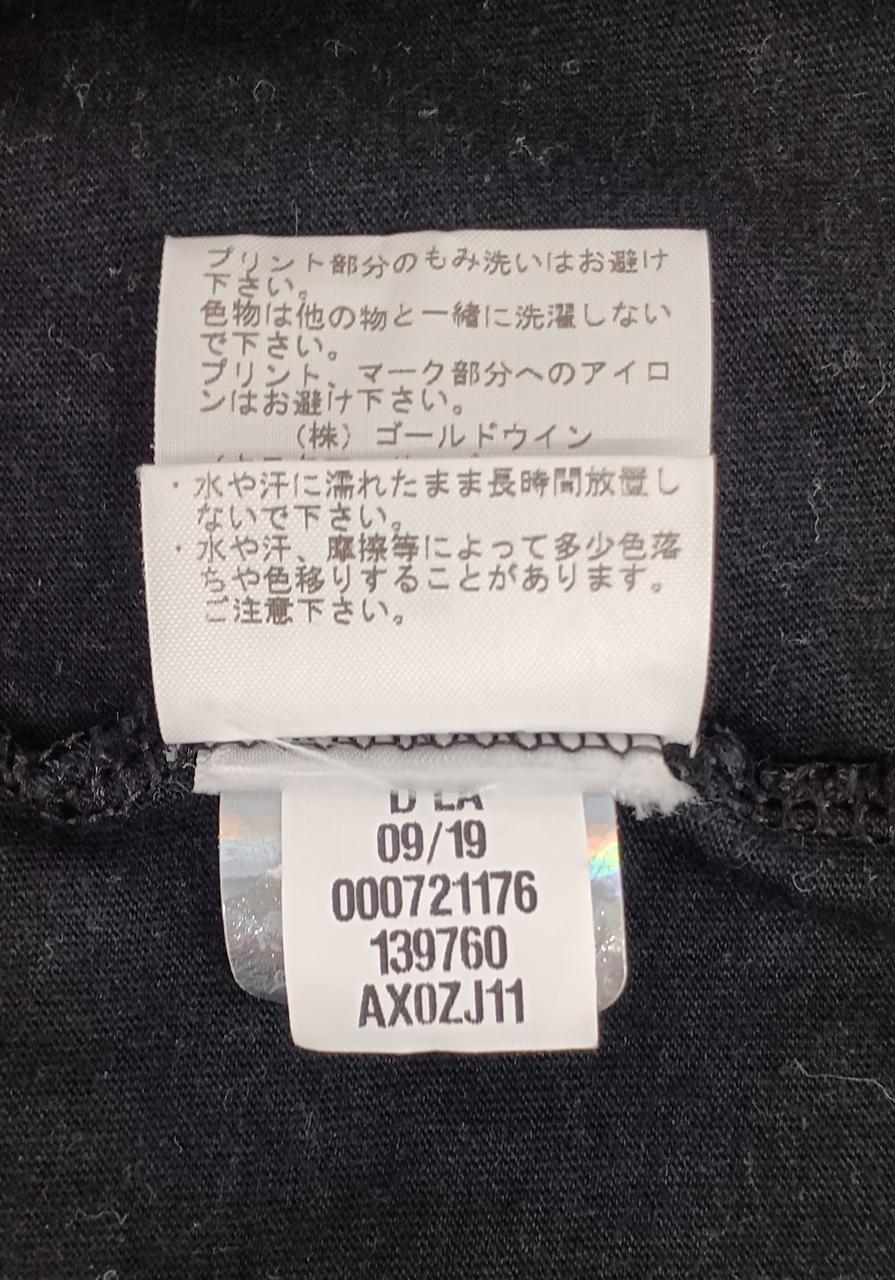 プリント部分のもみ洗いはお避け
下さい。
色物は他の物と一緒に洗濯しない
で下さい。
プリント、マーク部分へのアイロ
ンはお避け下さい。
(株)ゴールドウイン
・水や汗に濡れたまま長時間放置し
ないで下さい。
・水や汗、摩擦等によって多少色落
ちや色移りすることがあります。
ご注意下さい。
D LA
09/19
000721176
139760
AX0ZJ11